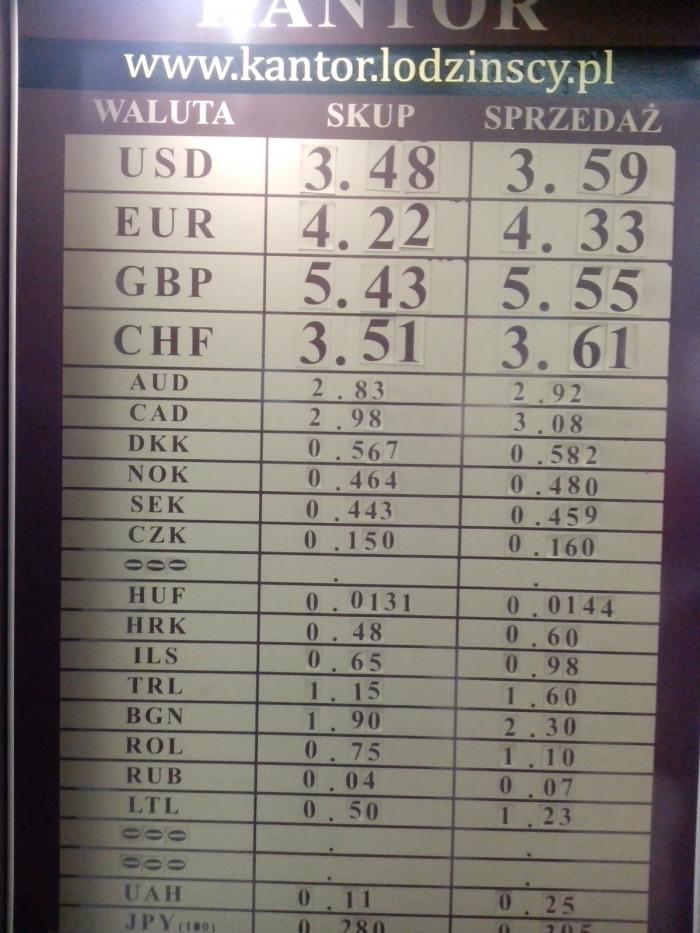 KANTOR
www.kantor.lodzinscy.pl
WALUTA SKUP SPRZEDAŻ
USD 3.48 3.59
EUR 4.22 4.33
GBP 5.43 5.55
CHF 3.51 3.61
AUD 2.83 2.92
CAD 2.98 3.08
DKK 0.567 0.582
NOK 0.464 0.480
SEK 0.443 0.459
CZK 0.150 0.160
. .
HUF 0.0131 0.0144
HRK 0.48 0.60
ILS 0.65 0.98
TRL 1.15 1.60
BGN 1.90 2.30
ROL 0.75 1.10
RUB 0.04 0.07
LTL 0.50 1.23
. .
. .
UAH 0.11 0.25
JPY (100) 0.280